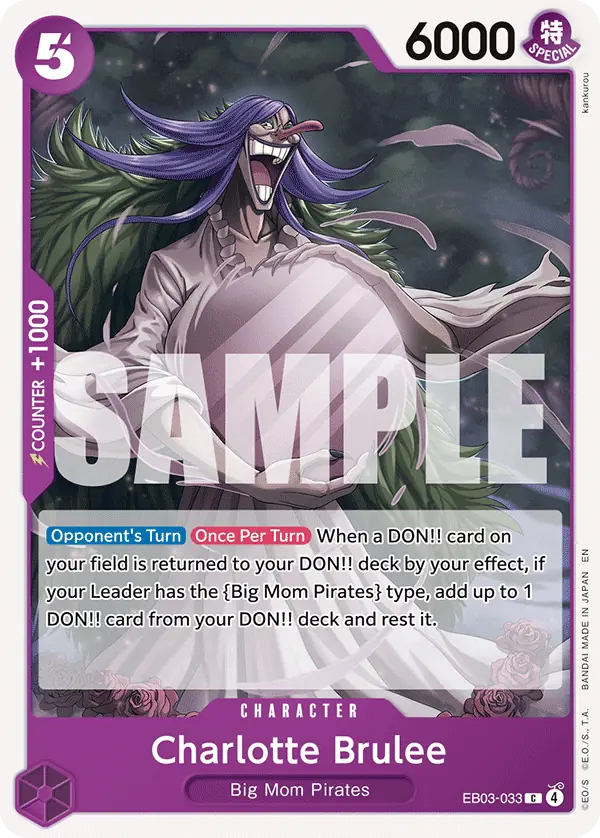 5
6000
特
SPECIAL
kankurou
COUNTER +1000
SAMPLE
Opponent's Turn Once Per Turn When a DON!! card on
your field is returned to your DON!! deck by your effect, if
your Leader has the {Big Mom Pirates} type, add up to 1
DON!! card from your DON!! deck and rest it.
CHARACTER
Charlotte Brulee
Big Mom Pirates
EB03-033 C 4
©E.O/S ©E.O./S., T.A. BANDAI MADE IN JAPAN EN